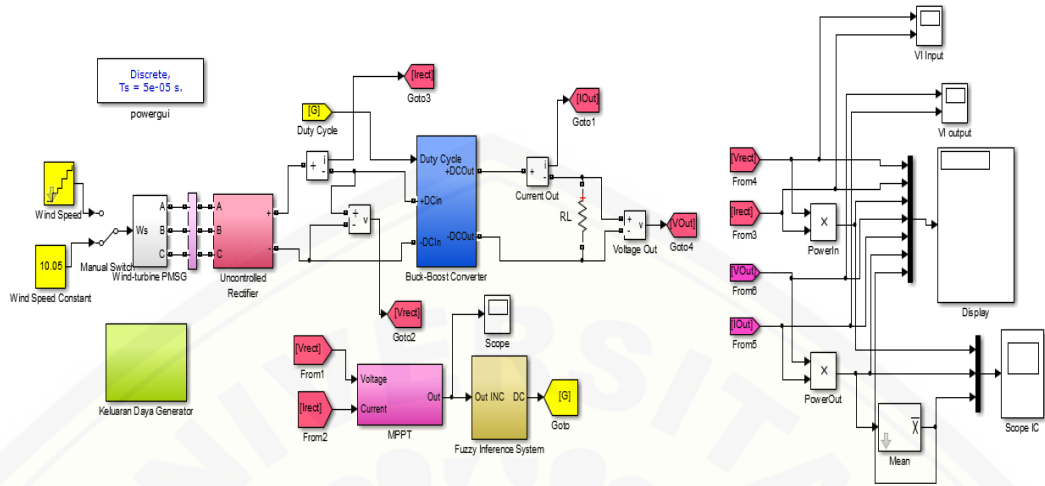 Discrete,
Ts = 5e-05 s.
powergui
[Irect]
Goto3
[G]
Duty Cycle
[IOut]
Goto1
VI Input
VI output
Wind Speed
10.05
Wind Speed Constant
Manual Switch
Ws
A
B
C
Wind-turbine PMSG
A
B
C
+
-
Uncontrolled
Rectifier
+
-
i
+
-
v
Duty Cycle
+DCin
-DCIn
+DCOut
-DCOut
Buck-Boost Converter
+
-
i
Current Out
+
RL
+
-
v
Voltage Out
[VOut]
Goto4
[Vrect]
Goto2
Scope
[Vrect]
From1
[Irect]
From2
Voltage
Current
Out
MPPT
Out INC
DC
Fuzzy Inference System
[G]
Goto
Keluaran Daya Generator
[Vrect]
From4
[Irect]
From3
X
PowerIn
[VOut]
From6
[IOut]
From5
X
PowerOut
X
Mean
Display
Scope IC
UNIVERSITA